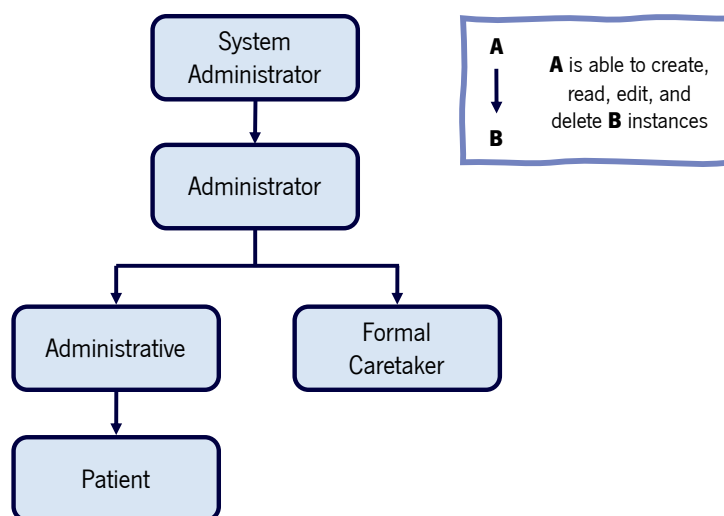 System
Administrator
Administrator
Administrative
Formal
Caretaker
Patient
A
B
A is able to create,
read, edit, and
delete B instances